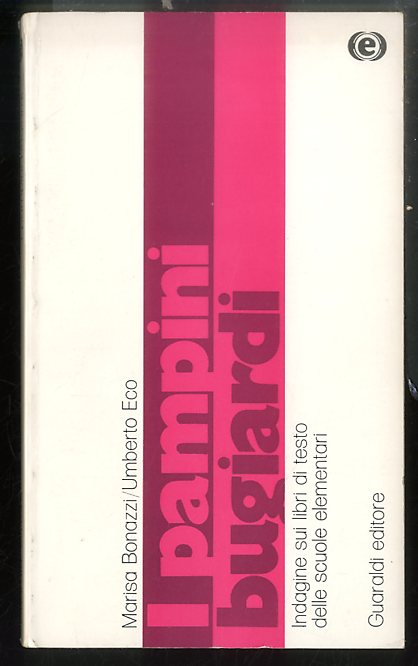 Marisa Bonazzi/Umberto Eco
I pampini
bugiardi
Indagine sui libri di testo
delle scuole elementari
Guaraldi editore
e